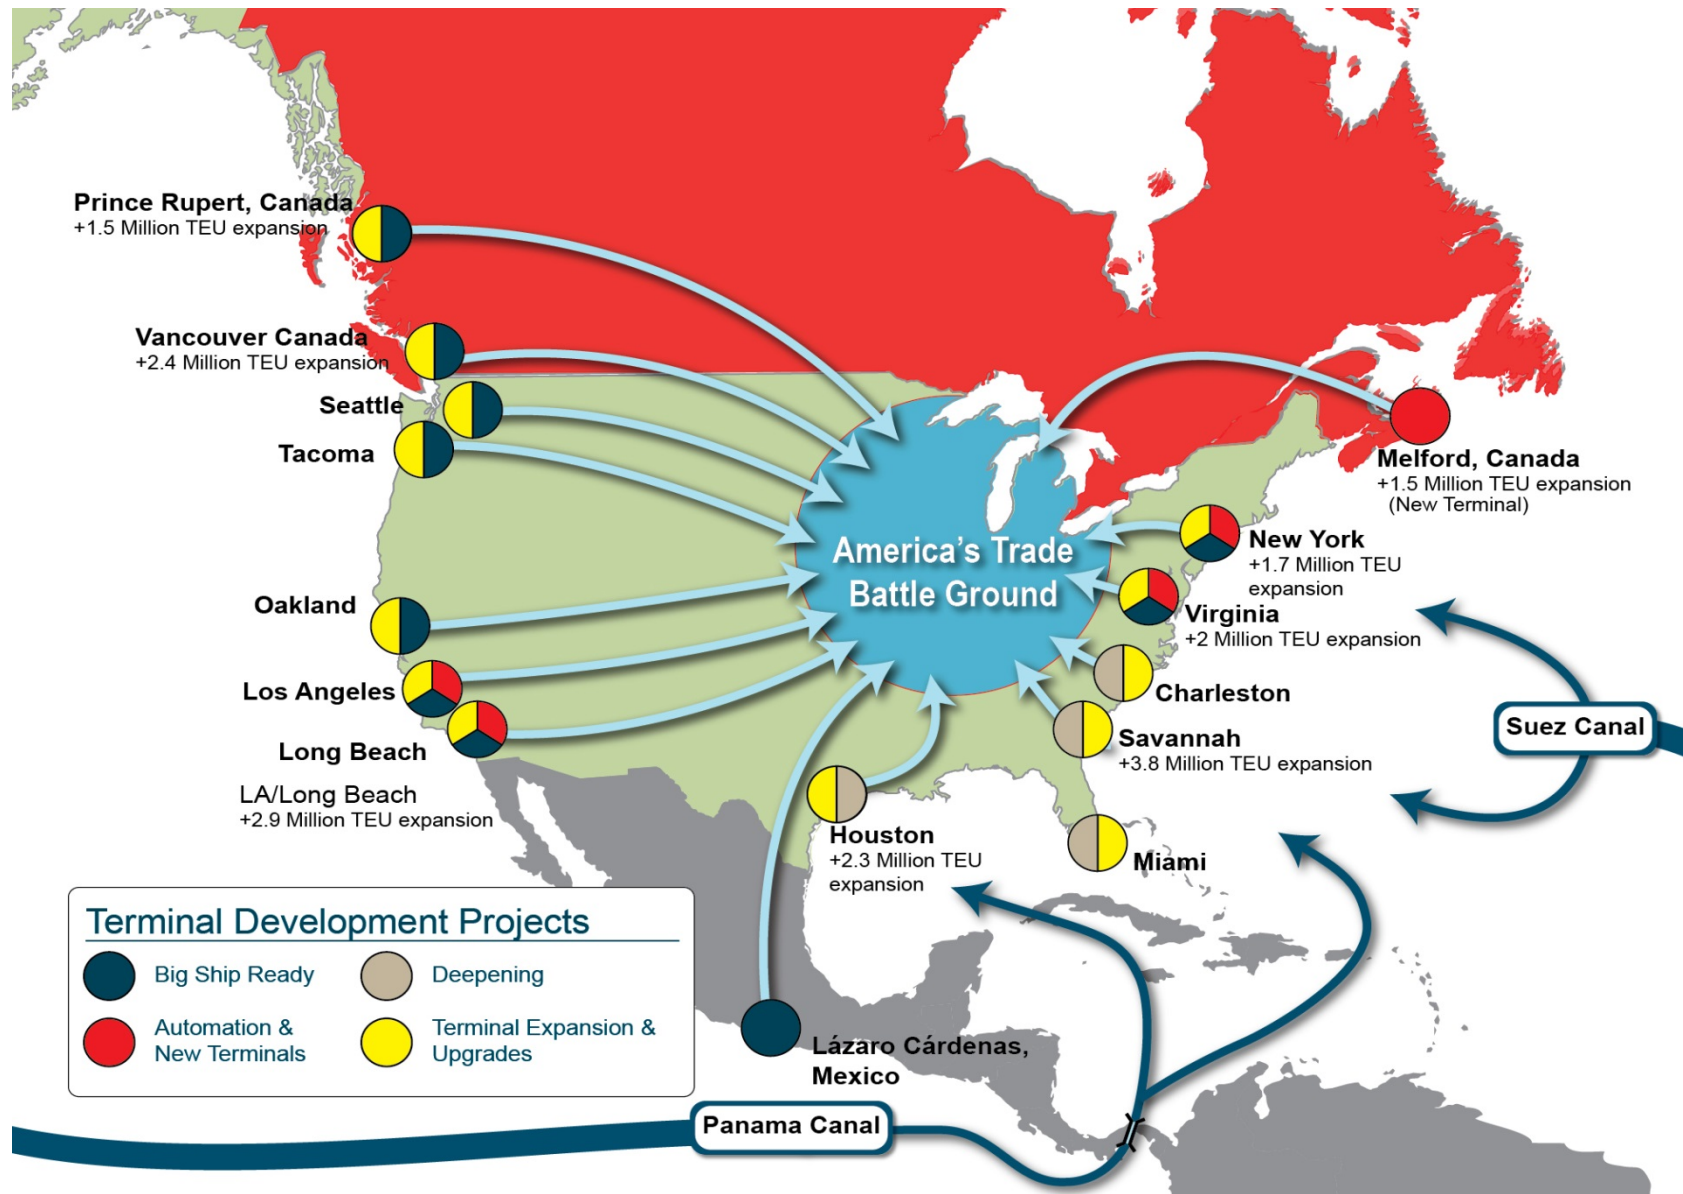 Prince Rupert, Canada
+1.5 Million TEU expansion
Vancouver Canada
+2.4 Million TEU expansion
Seattle
Tacoma
Oakland
Los Angeles
Long Beach
LA/Long Beach
+2.9 Million TEU expansion
America's Trade
Battle Ground
Melford, Canada
+1.5 Million TEU expansion
(New Terminal)
New York
+1.7 Million TEU
expansion
Virginia
+2 Million TEU expansion
Charleston
Savannah
+3.8 Million TEU expansion
Suez Canal
Houston
+2.3 Million TEU
expansion
Miami
Terminal Development Projects
Big Ship Ready
Deepening
Automation &
New Terminals
Terminal Expansion &
Upgrades
Lázaro Cárdenas,
Mexico
Panama Canal